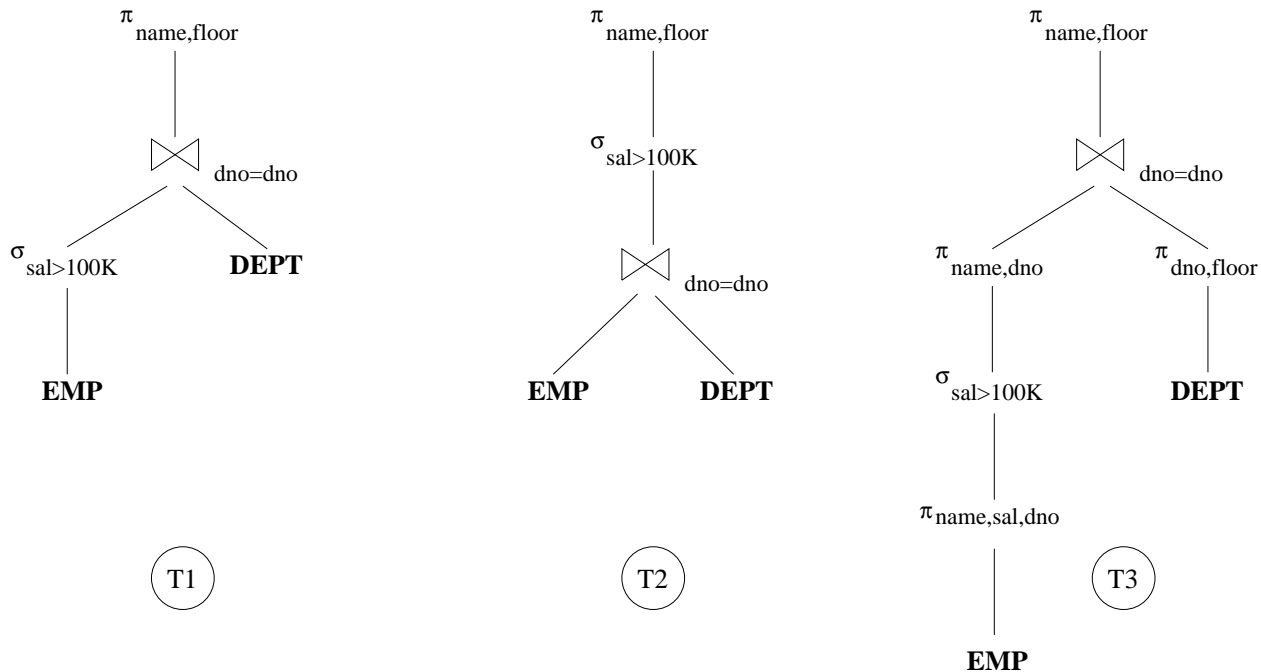 π name,floor
dno=dno
σ sal>100K
DEPT
EMP
T1
π name,floor
σ sal>100K
dno=dno
EMP
DEPT
T2
π name,floor
dno=dno
π name,dno
π dno,floor
σ sal>100K
DEPT
π name,sal,dno
EMP
T3